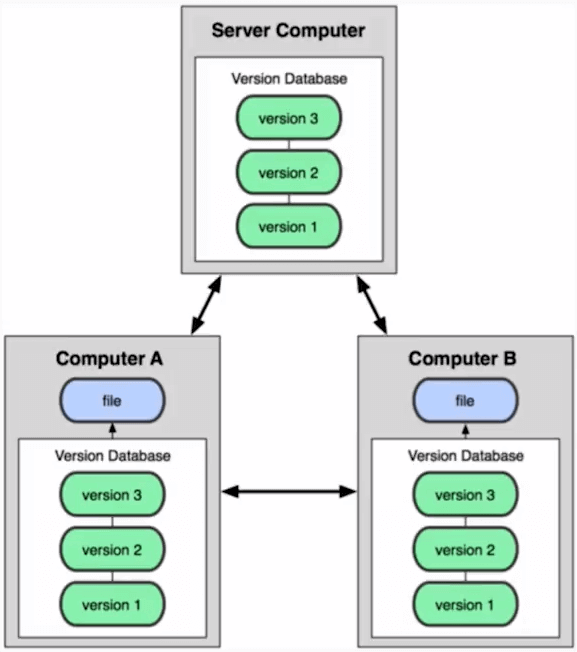 Server Computer
Version Database
version 3
version 2
version 1
Computer A
file
Version Database
version 3
version 2
version 1
Computer B
file
Version Database
version 3
version 2
version 1